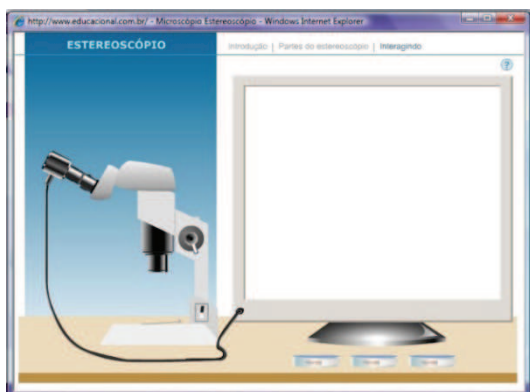 http://www.educacional.com.br/ - Microscópio Estereoscópio - Windows Internet Explorer
ESTEREOSCÓPIO
Introdução | Partes do estereoscópio | Interagindo
?